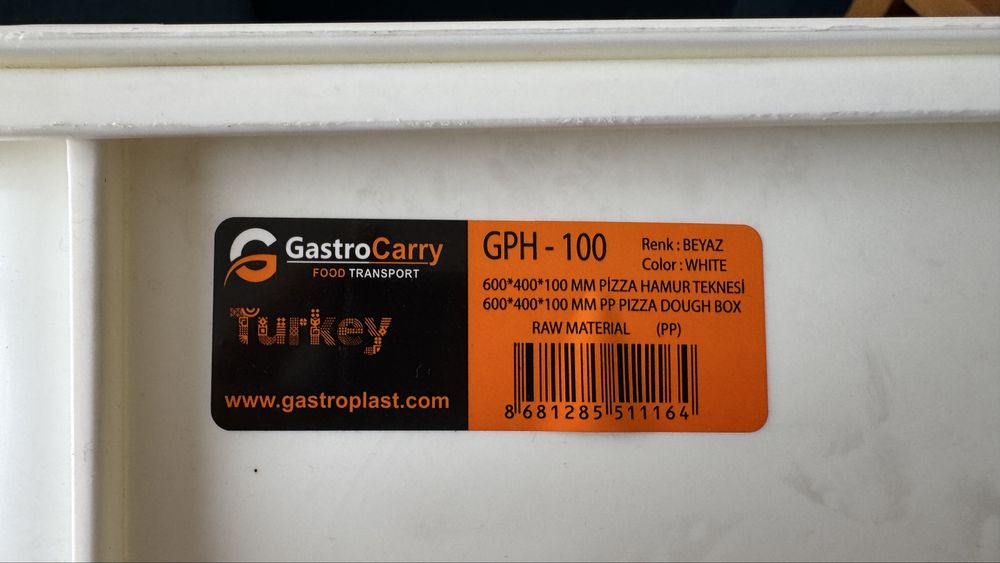 GastroCarry
FOOD TRANSPORT
Turkey
www.gastroplast.com
GPH - 100
Renk : BEYAZ
Color : WHITE
600*400*100 MM PİZZA HAMUR TEKNESİ
600*400*100 MM PP PIZZA DOUGH BOX
RAW MATERIAL (PP)
8 681285 511164